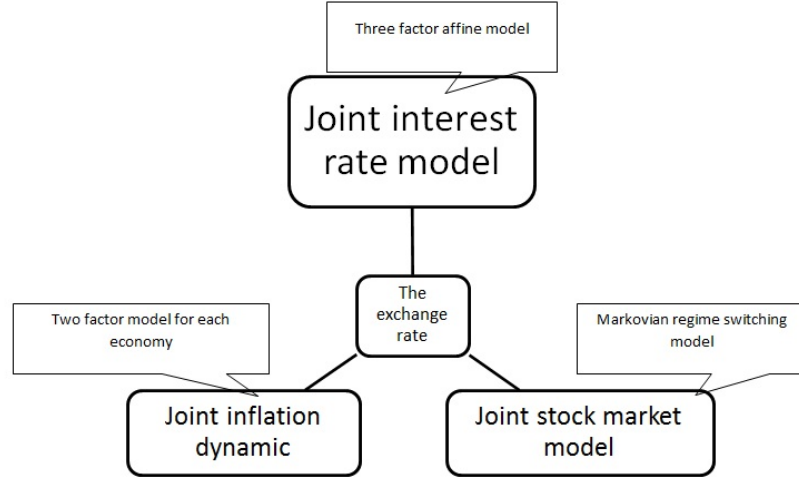 Three factor affine model
Joint interest
rate model
The
exchange
rate
Two factor model for each
economy
Markovian regime switching
model
Joint inflation
dynamic
Joint stock market
model